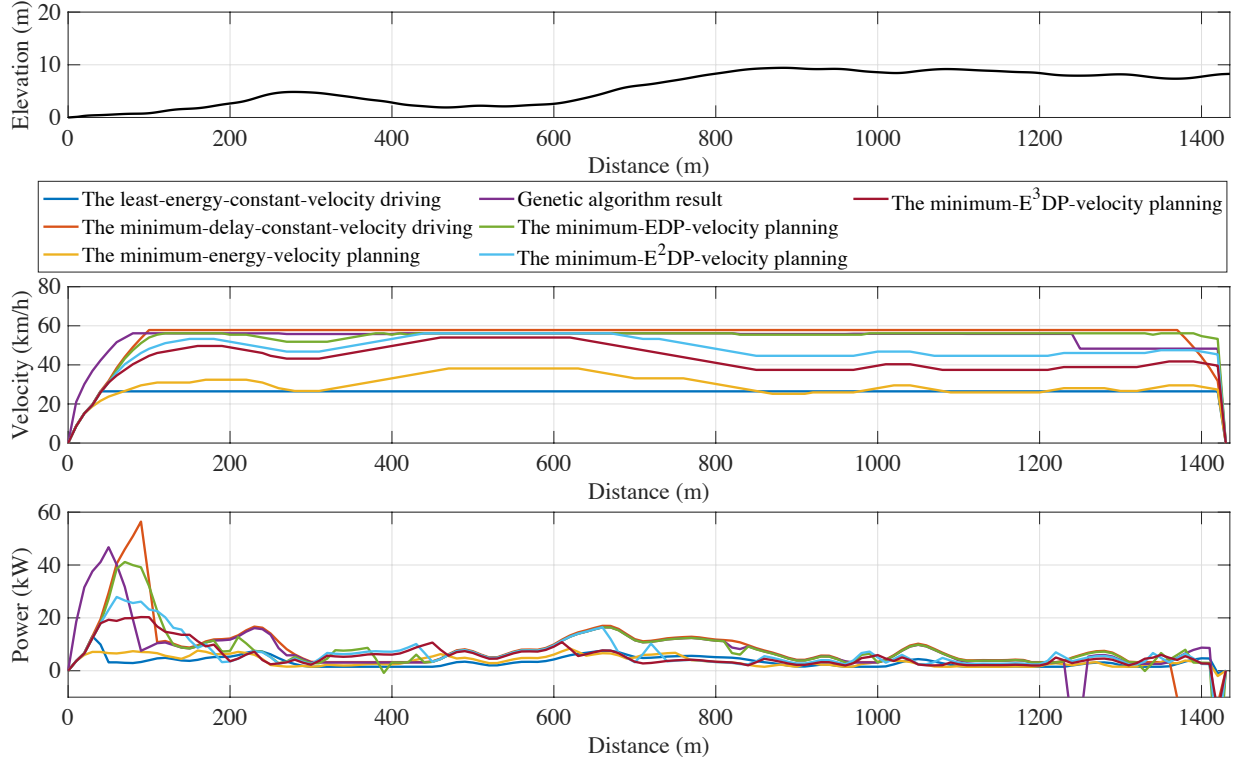 20
10
0
Elevation (m)
0 200 400 600 800 1000 1200 1400
Distance (m)
The least-energy-constant-velocity driving
The minimum-delay-constant-velocity driving
The minimum-energy-velocity planning
Genetic algorithm result
The minimum-EDP-velocity planning
The minimum-E²DP-velocity planning
The minimum-E³DP-velocity planning
80
60
40
20
0
Velocity (km/h)
0 200 400 600 800 1000 1200 1400
Distance (m)
60
40
20
0
Power (kW)
0 200 400 600 800 1000 1200 1400
Distance (m)